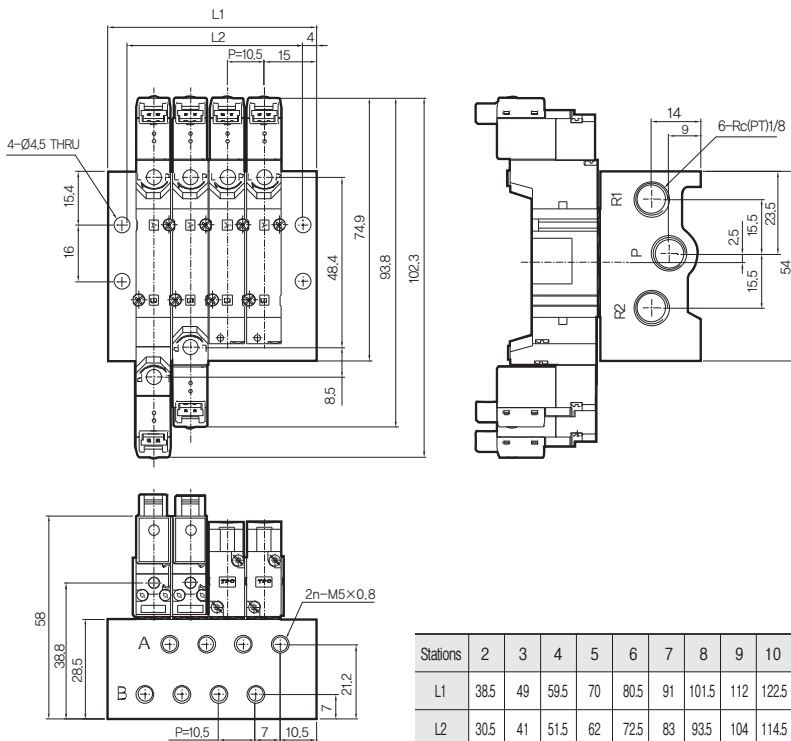 L1
L2
4
P=10.5
15
4-Ø4.5 THRU
15.4
16
48.4
8.5
74.9
93.8
102.3
14
9
6-Rc(PT)1/8
R1
P
R2
15.5
15.5
2.5
23.5
54
58
38.8
28.5
A
B
TPC
TPC
2n-M5×0.8
21.2
7
P=10.5
7
10.5
Stations 2 3 4 5 6 7 8 9 10
L1 38.5 49 59.5 70 80.5 91 101.5 112 122.5
L2 30.5 41 51.5 62 72.5 83 93.5 104 114.5